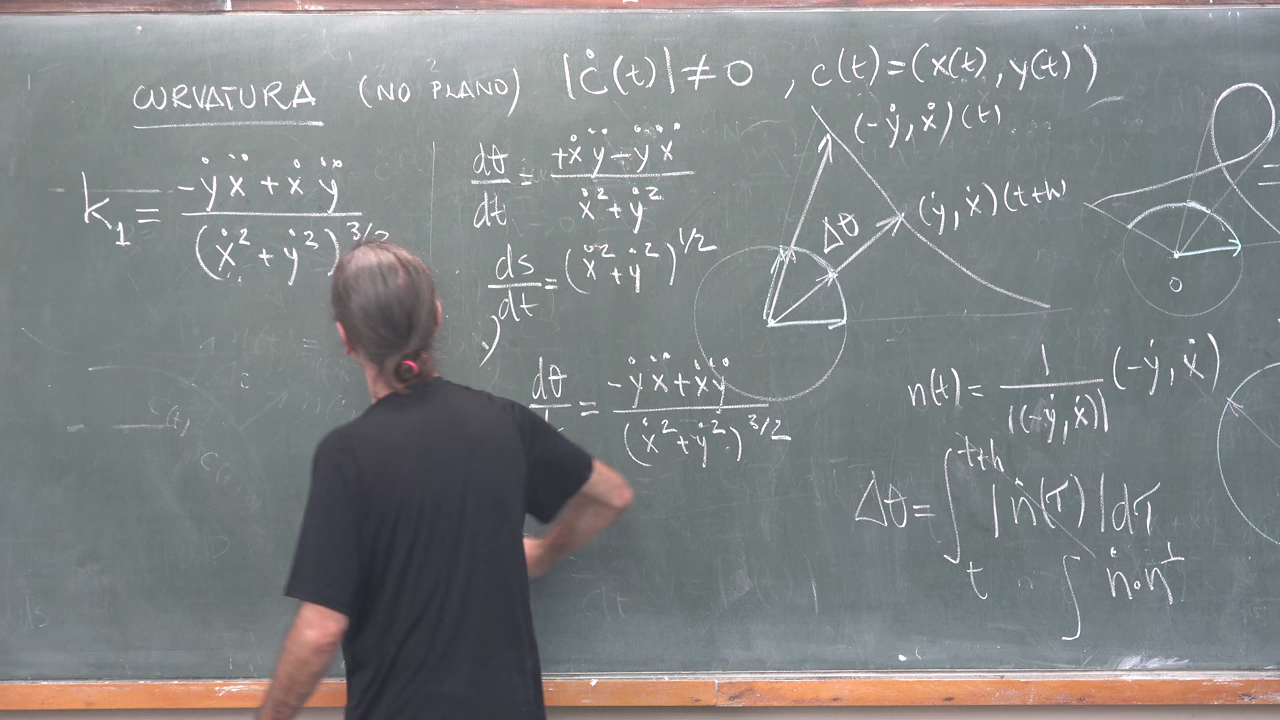 CURVATURA (NO PLANO) |ċ(t)| ≠ 0 , c(t) = (x(t), y(t))
k₁ = (-ẏẍ + ẋÿ) / (ẋ² + ẏ²)^3/2
dθ/dt = (+ẋÿ - ẏẍ) / (ẋ² + ẏ²)
ds/dt = (ẋ² + ẏ²)^1/2
dθ/ = (-ẏẍ + ẋÿ) / (ẋ² + ẏ²)^3/2
(-ẏ, ẋ)(t)
Δθ
(ẏ, ẋ)(t+h)
0
n(t) = 1/|(-ẏ, ẋ)| (-ẏ, ẋ)
Δθ = ∫ₜ^t+h |ṅ(τ)| dτ
∫ ṅ · n^⊥